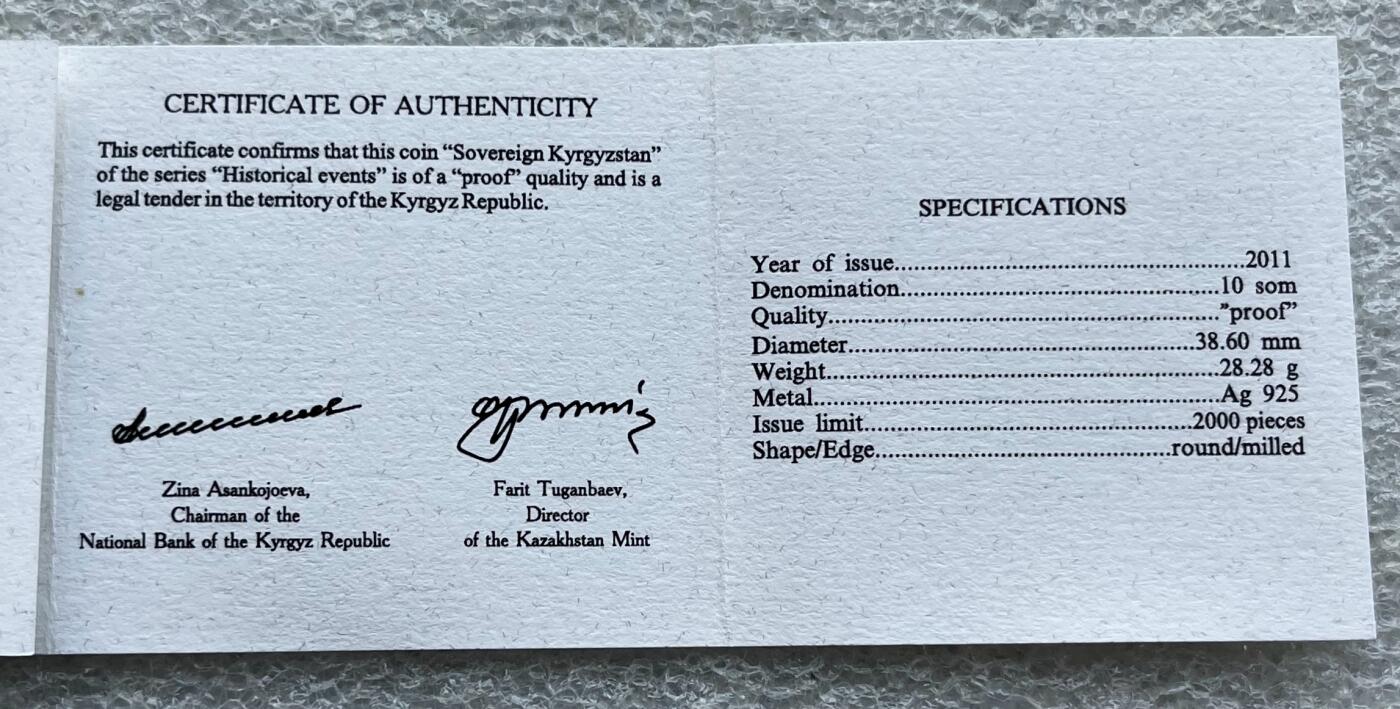 CERTIFICATE OF AUTHENTICITY
This certificate confirms that this coin “Sovereign Kyrgyzstan”
of the series “Historical events” is of a “proof” quality and is a
legal tender in the territory of the Kyrgyz Republic.
Zina Asankojoeva,
Chairman of the
National Bank of the Kyrgyz Republic
Farit Tuganbaev,
Director
of the Kazakhstan Mint
SPECIFICATIONS
Year of issue..........................................................2011
Denomination.....................................................10 som
Quality.................................................................”proof”
Diameter.........................................................38.60 mm
Weight.................................................................28.28 g
Metal...................................................................Ag 925
Issue limit......................................................2000 pieces
Shape/Edge.................................................round/milled